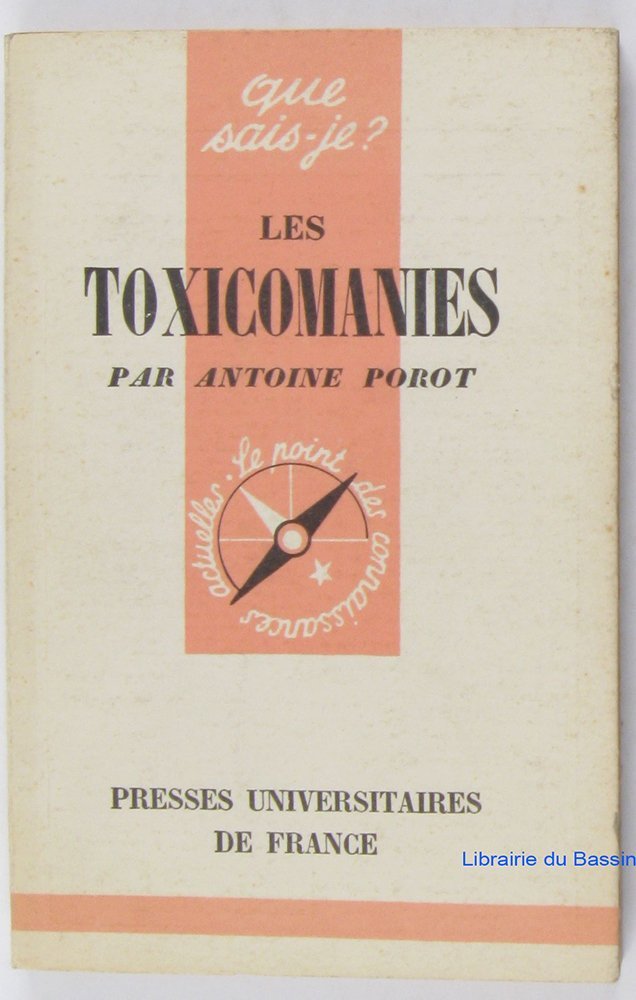 que
sais-je?
LES
TOXICOMANIES
PAR ANTOINE POROT
Le point des connaissances actuelles.
PRESSES UNIVERSITAIRES
DE FRANCE
Librairie du Bassin